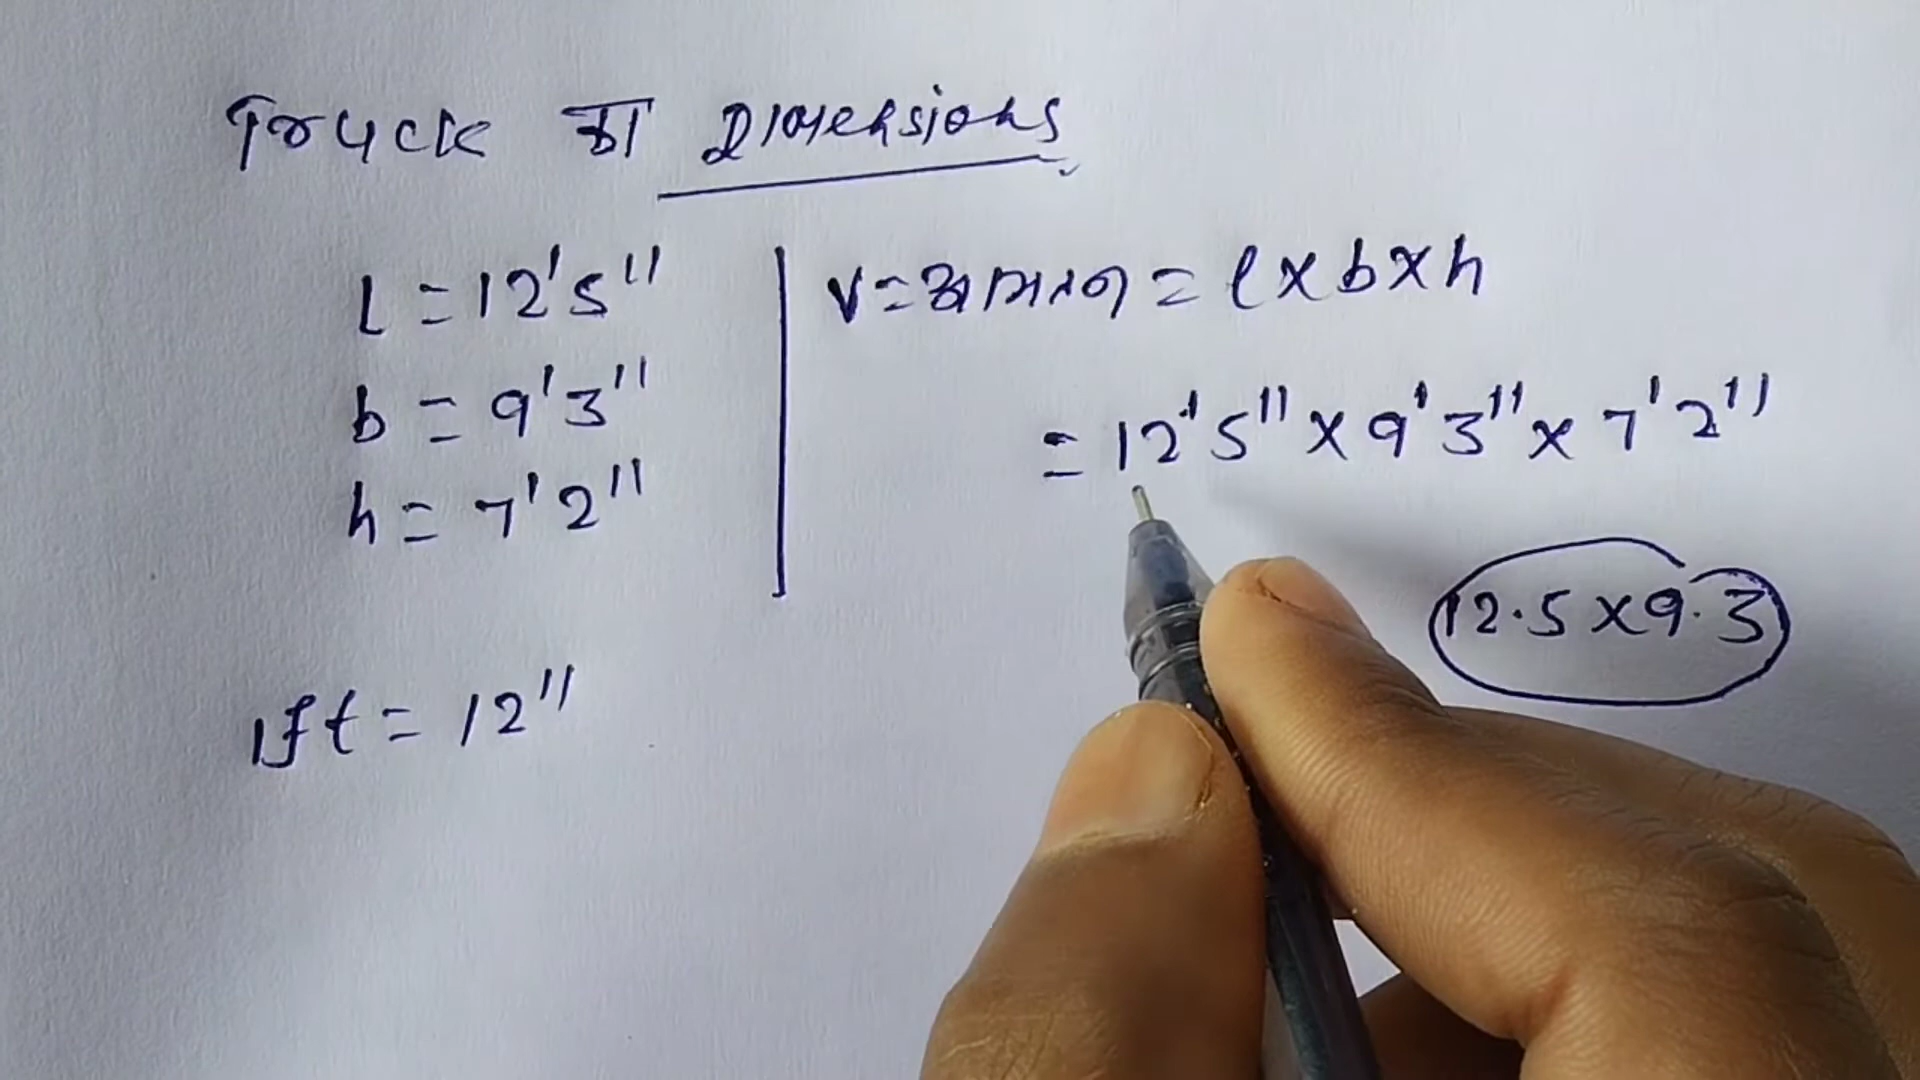 Truck का Dimensions
L = 12'5"
b = 9'3"
h = 7'2"
1ft = 12"
V = आयतन = l x b x h
= 12'5" x 9'3" x 7'2"
12.5 x 9.3